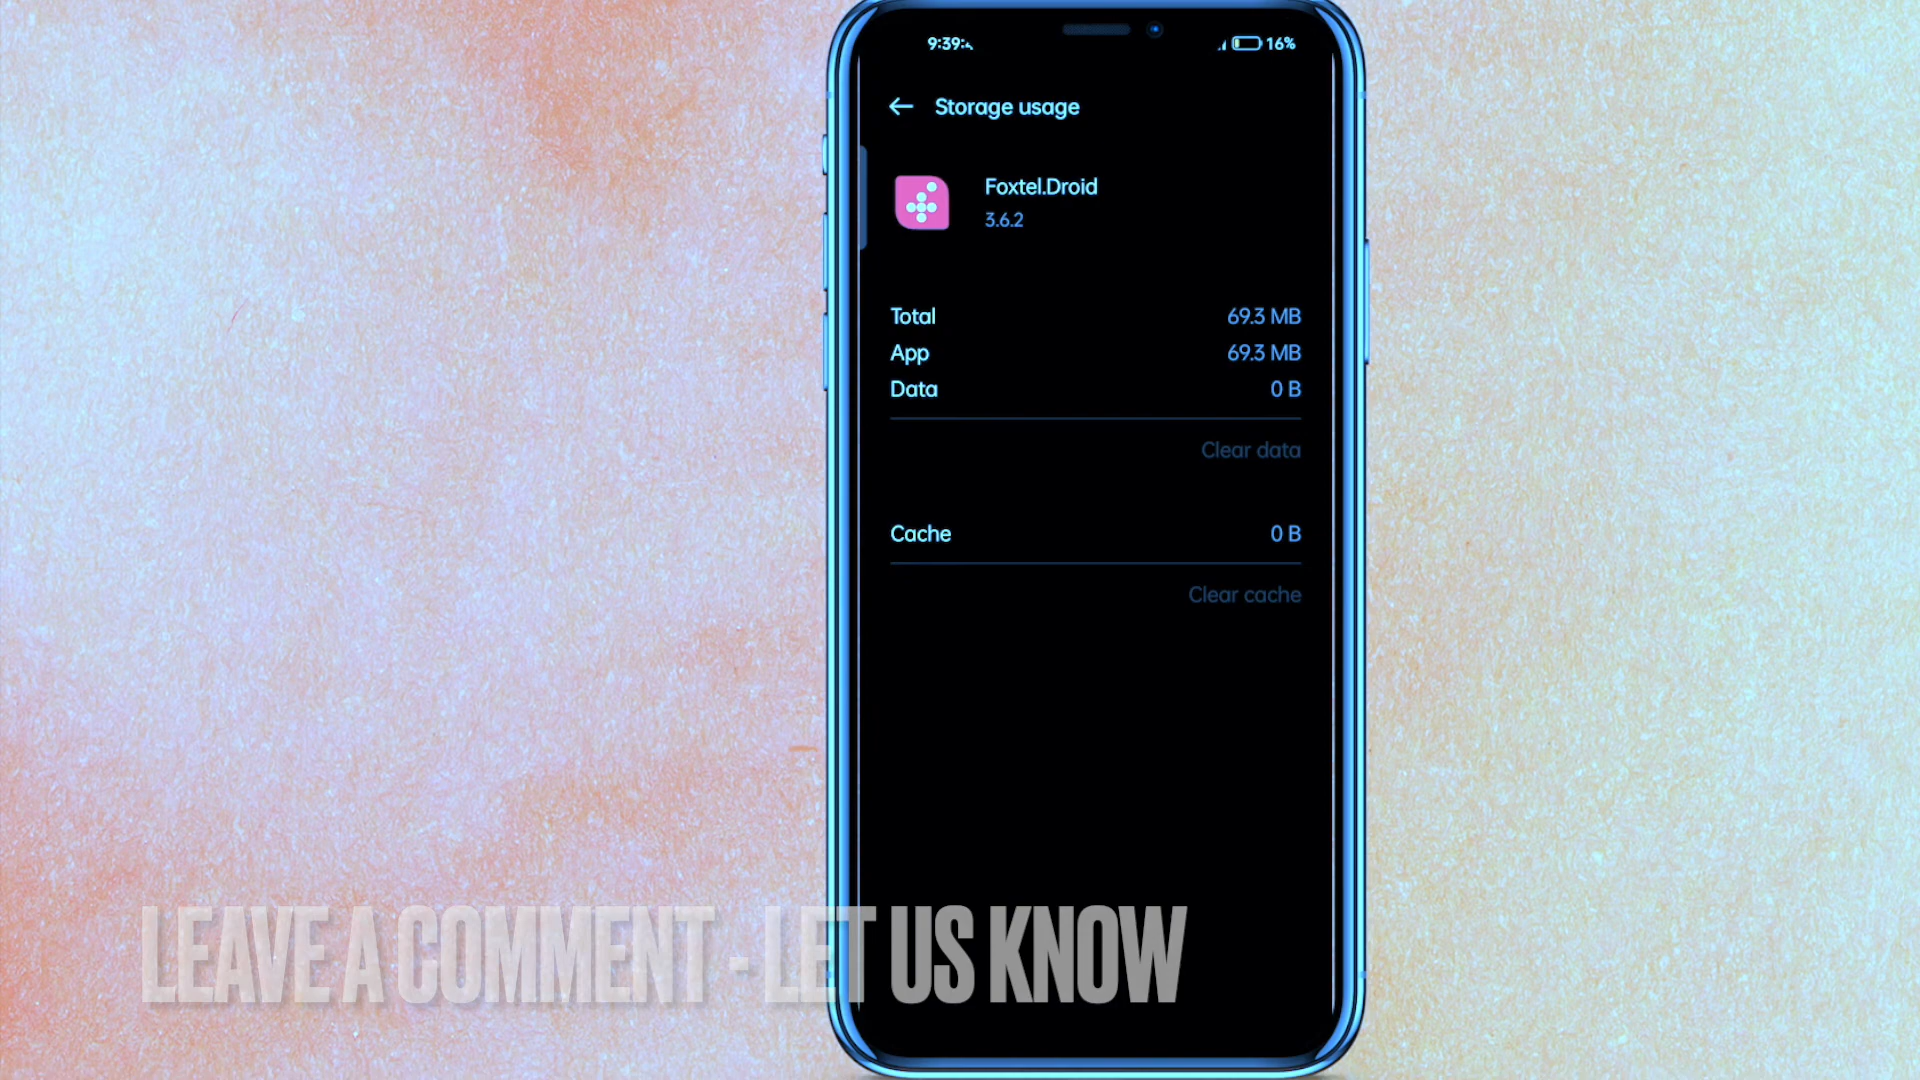 9:39
16%
Storage usage
Foxtel.Droid
3.6.2
Total 69.3 MB
App 69.3 MB
Data 0 B
Clear data
Cache 0 B
Clear cache
LEAVE A COMMENT - LET US KNOW